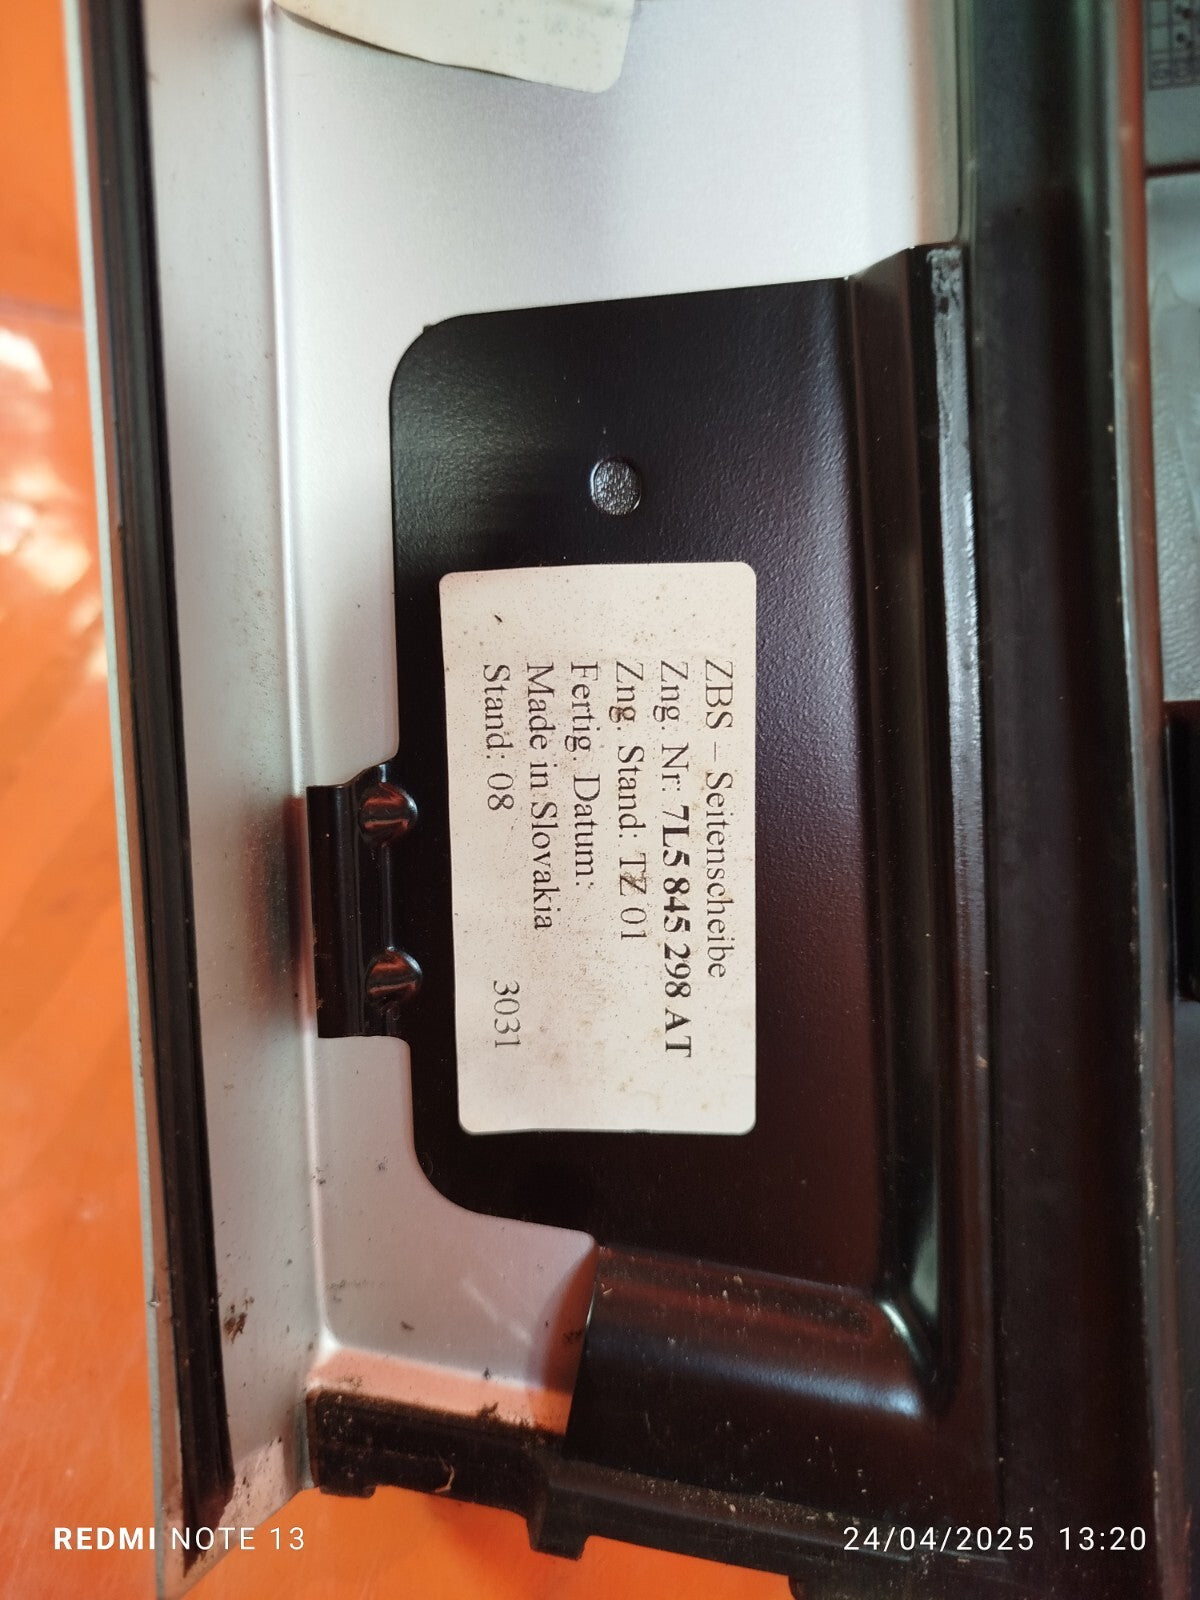 ZBS – Seitenscheibe
Zng. Nr: 7L5 845 298 AT
Zng. Stand. TZ 01
Fertig. Datum:
Made in Slovakia
Stand: 08 3031
REDMI NOTE 13
24/04/2025 13:20